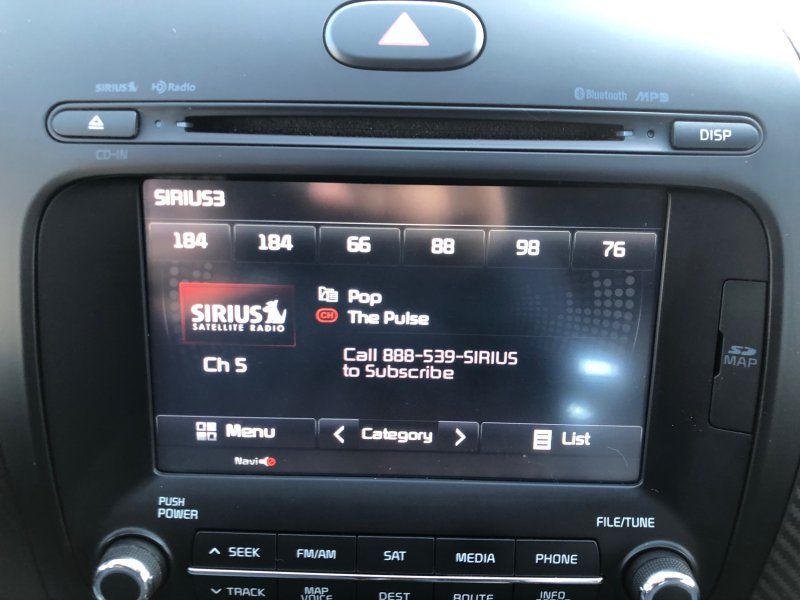 SIRIUS HD Radio Bluetooth MP3
DISP
CD-IN
SIRIUS3
184 184 66 88 98 76
Pop
SIRIUS
SATELLITE RADIO
CH The Pulse
Ch 5
Call 888-539-SIRIUS
to Subscribe
SD
MAP
Menu Category List
Navi
PUSH
POWER
FILE/TUNE
SEEK FM/AM SAT MEDIA PHONE
TRACK MAP VOICE DEST ROUTE INFO